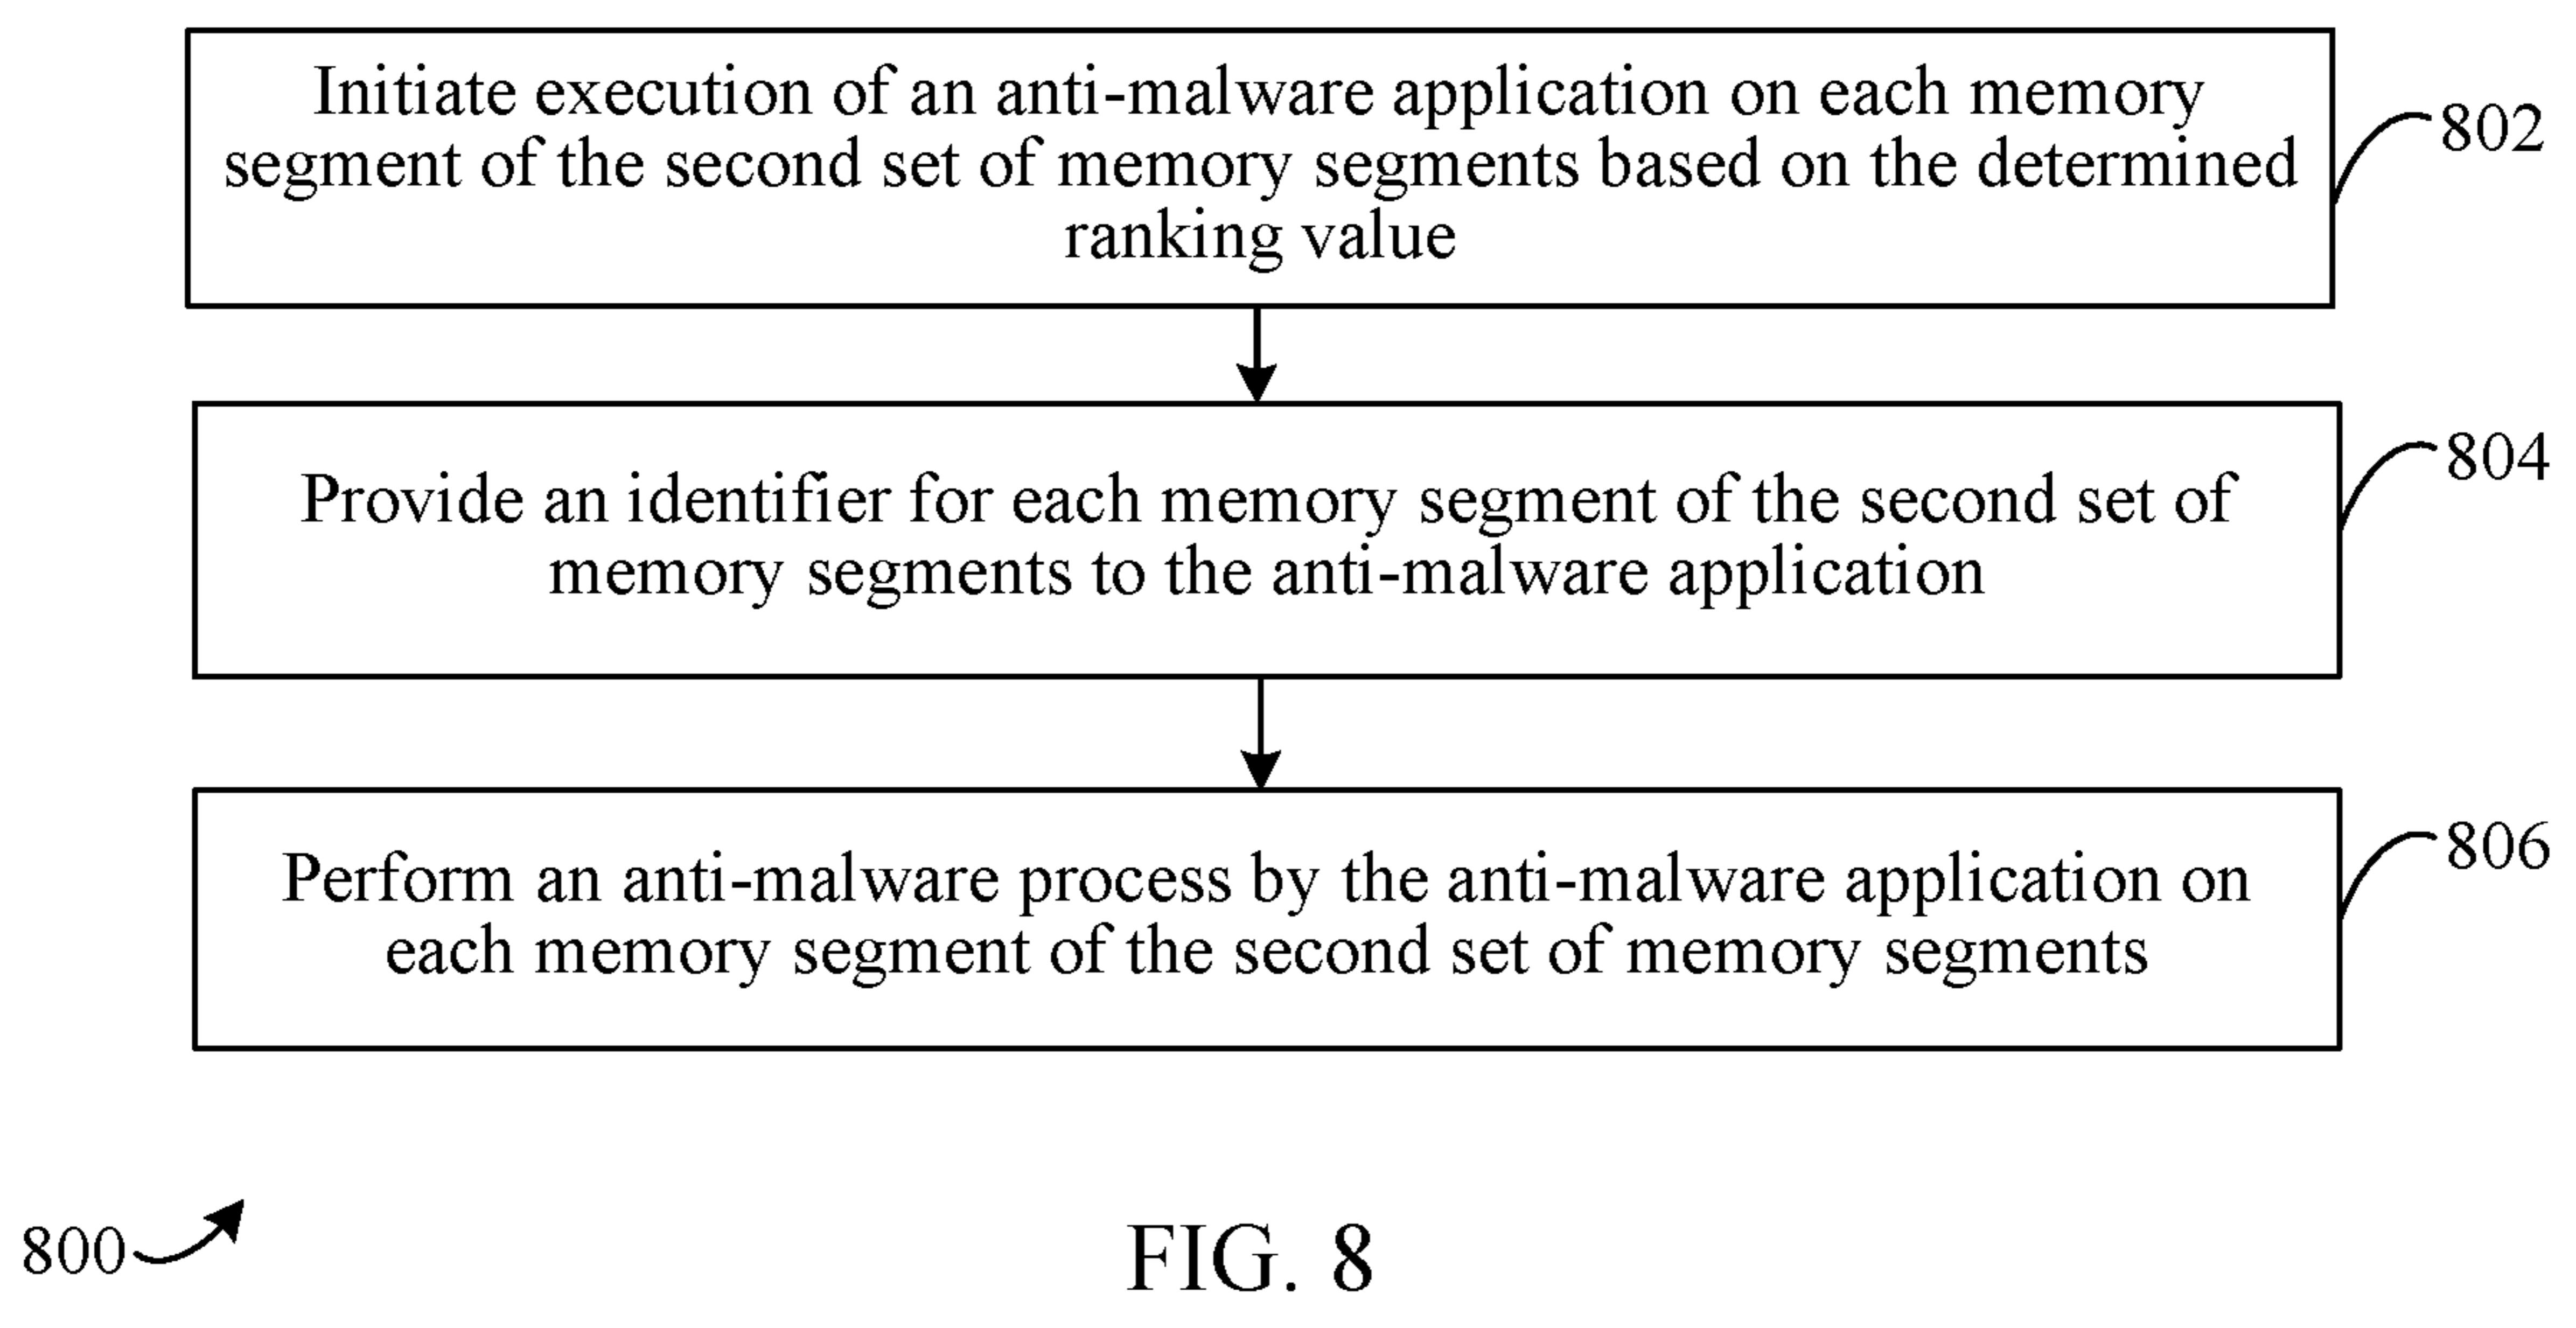 Initiate execution of an anti-malware application on each memory
segment of the second set of memory segments based on the determined
ranking value
802
Provide an identifier for each memory segment of the second set of
memory segments to the anti-malware application
804
Perform an anti-malware process by the anti-malware application on
each memory segment of the second set of memory segments
806
800
FIG. 8